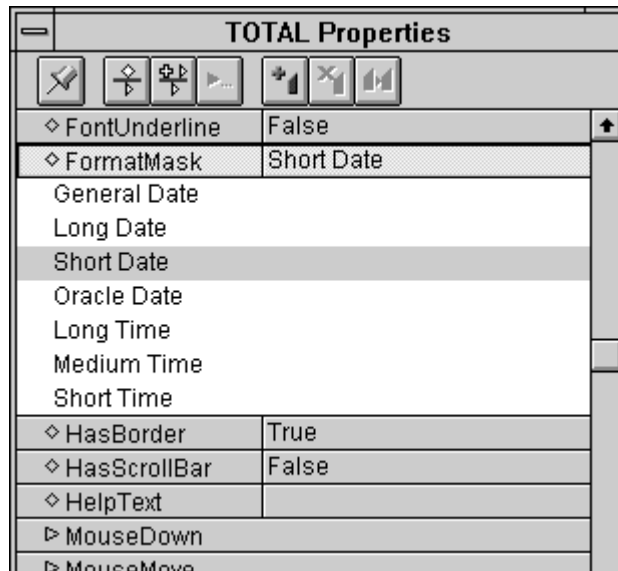 TOTAL Properties
FontUnderline False
FormatMask Short Date
General Date
Long Date
Short Date
Oracle Date
Long Time
Medium Time
Short Time
HasBorder True
HasScrollBar False
HelpText
MouseDown
MouseMove